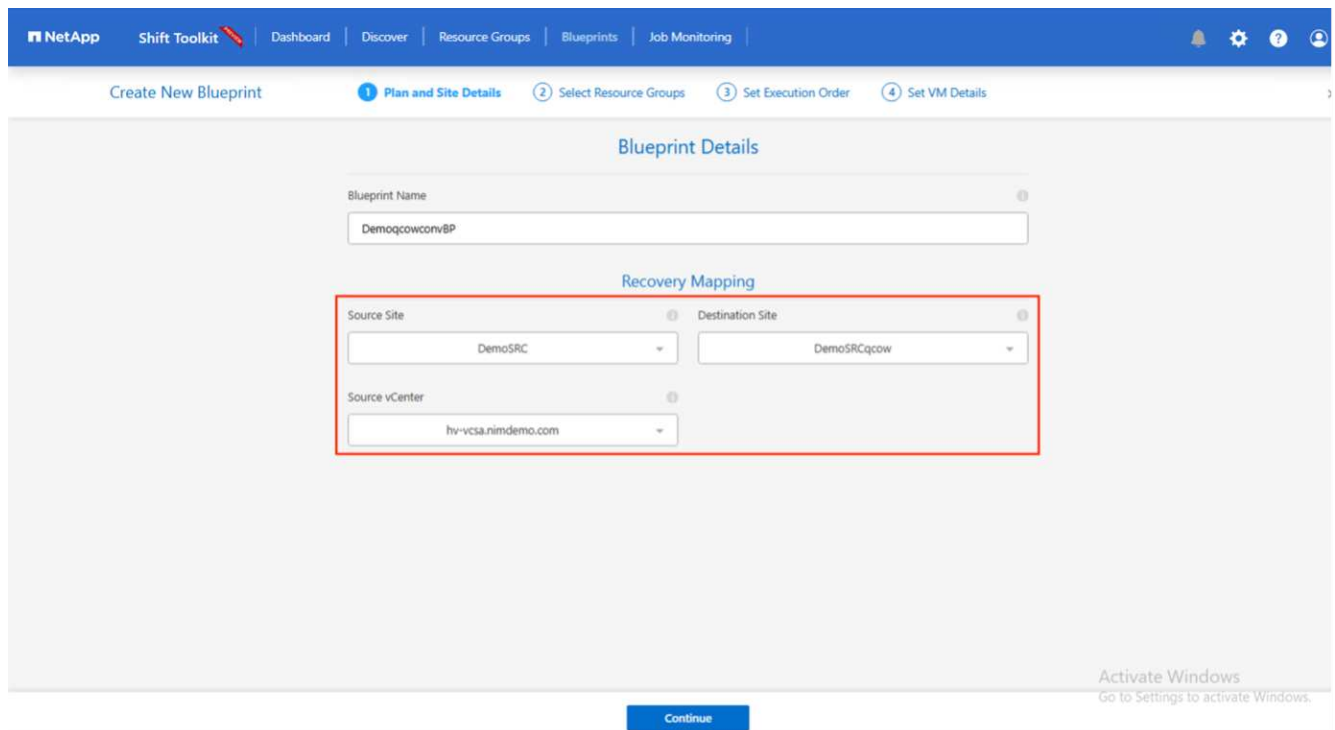 NetApp Shift Toolkit Dashboard Discover Resource Groups Blueprints Job Monitoring
Create New Blueprint 1 Plan and Site Details 2 Select Resource Groups 3 Set Execution Order 4 Set VM Details
Blueprint Details
Blueprint Name
DemoqcowconvBP
Recovery Mapping
Source Site Destination Site
DemoSRC DemoSRCqcow
Source vCenter
hv-vcsa.nimdemo.com
Activate Windows
Go to Settings to activate Windows.
Continue